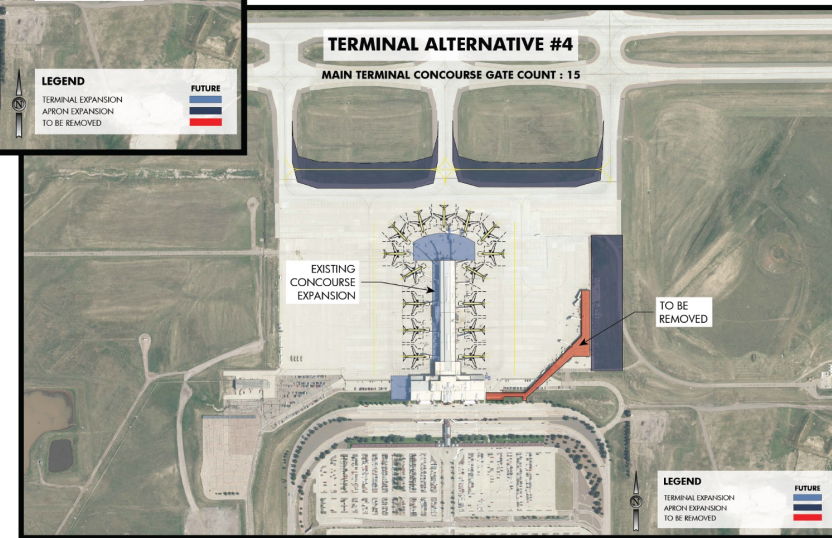 LEGEND
FUTURE
TERMINAL EXPANSION
APRON EXPANSION
TO BE REMOVED
N
TERMINAL ALTERNATIVE #4
MAIN TERMINAL CONCOURSE GATE COUNT : 15
EXISTING
CONCOURSE
EXPANSION
TO BE
REMOVED
LEGEND
FUTURE
TERMINAL EXPANSION
APRON EXPANSION
TO BE REMOVED
N